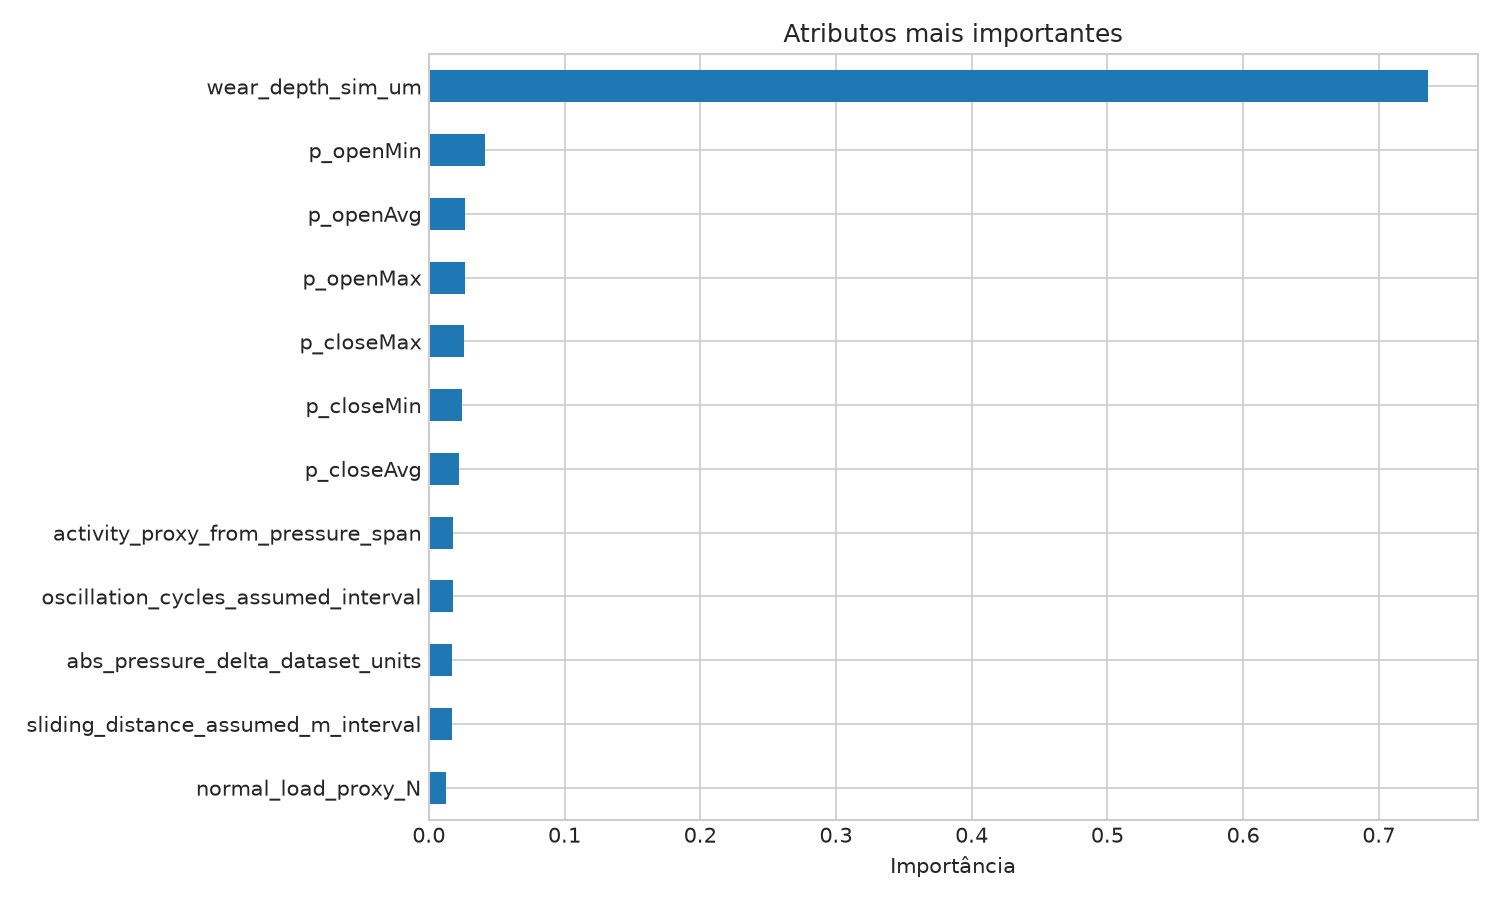 Atributos mais importantes
wear_depth_sim_um
p_openMin
p_openAvg
p_openMax
p_closeMax
p_closeMin
p_closeAvg
activity_proxy_from_pressure_span
oscillation_cycles_assumed_interval
abs_pressure_delta_dataset_units
sliding_distance_assumed_m_interval
normal_load_proxy_N
0.0 0.1 0.2 0.3 0.4 0.5 0.6 0.7
Importância